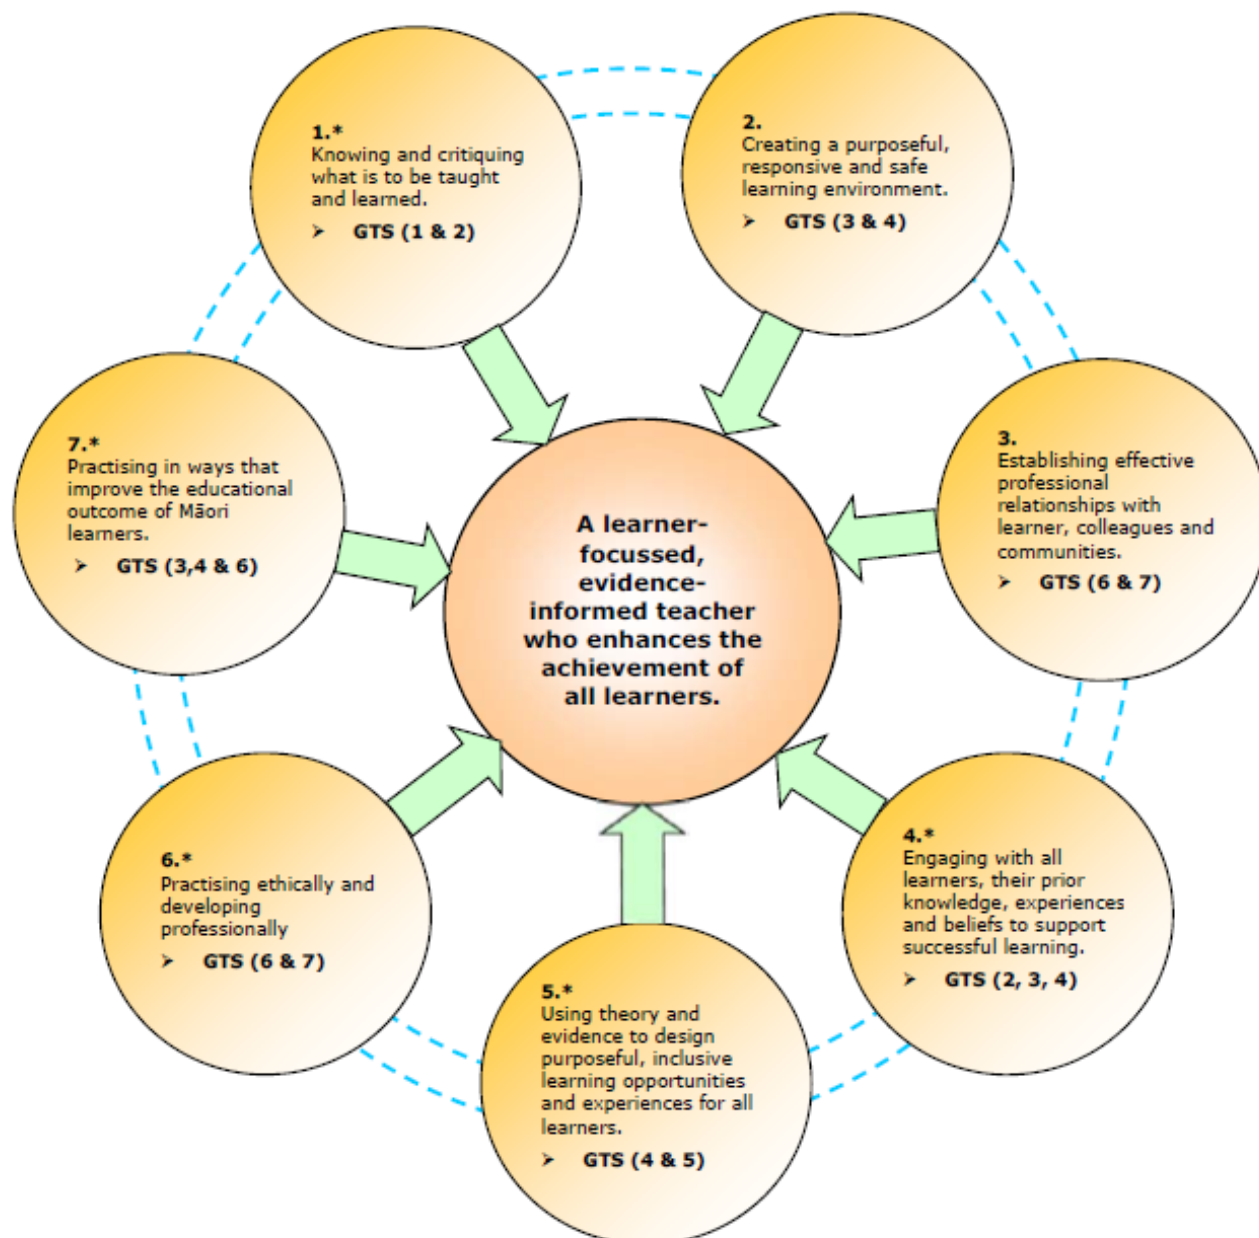 1.*
Knowing and critiquing
what is to be taught
and learned.
➤ GTS (1 & 2)
2.
Creating a purposeful,
responsive and safe
learning environment.
➤ GTS (3 & 4)
3.
Establishing effective
professional
relationships with
learner, colleagues and
communities.
➤ GTS (6 & 7)
4.*
Engaging with all
learners, their prior
knowledge, experiences
and beliefs to support
successful learning.
➤ GTS (2, 3, 4)
5.*
Using theory and
evidence to design
purposeful, inclusive
learning opportunities
and experiences for all
learners.
➤ GTS (4 & 5)
6.*
Practising ethically and
developing
professionally
➤ GTS (6 & 7)
7.*
Practising in ways that
improve the educational
outcome of Māori
learners.
➤ GTS (3,4 & 6)
A learner-
focussed,
evidence-
informed teacher
who enhances the
achievement of
all learners.